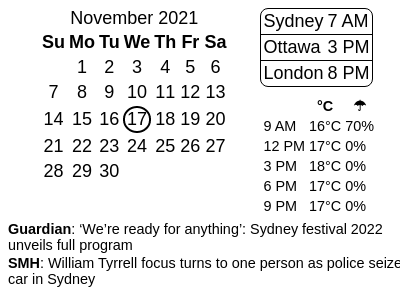 November 2021
Su Mo Tu We Th Fr Sa
1 2 3 4 5 6
7 8 9 10 11 12 13
14 15 16 17 18 19 20
21 22 23 24 25 26 27
28 29 30
Sydney 7 AM
Ottawa 3 PM
London 8 PM
°C ☂
9 AM 16°C 70%
12 PM 17°C 0%
3 PM 18°C 0%
6 PM 17°C 0%
9 PM 17°C 0%
Guardian: ‘We’re ready for anything’: Sydney festival 2022
unveils full program
SMH: William Tyrrell focus turns to one person as police seize
car in Sydney